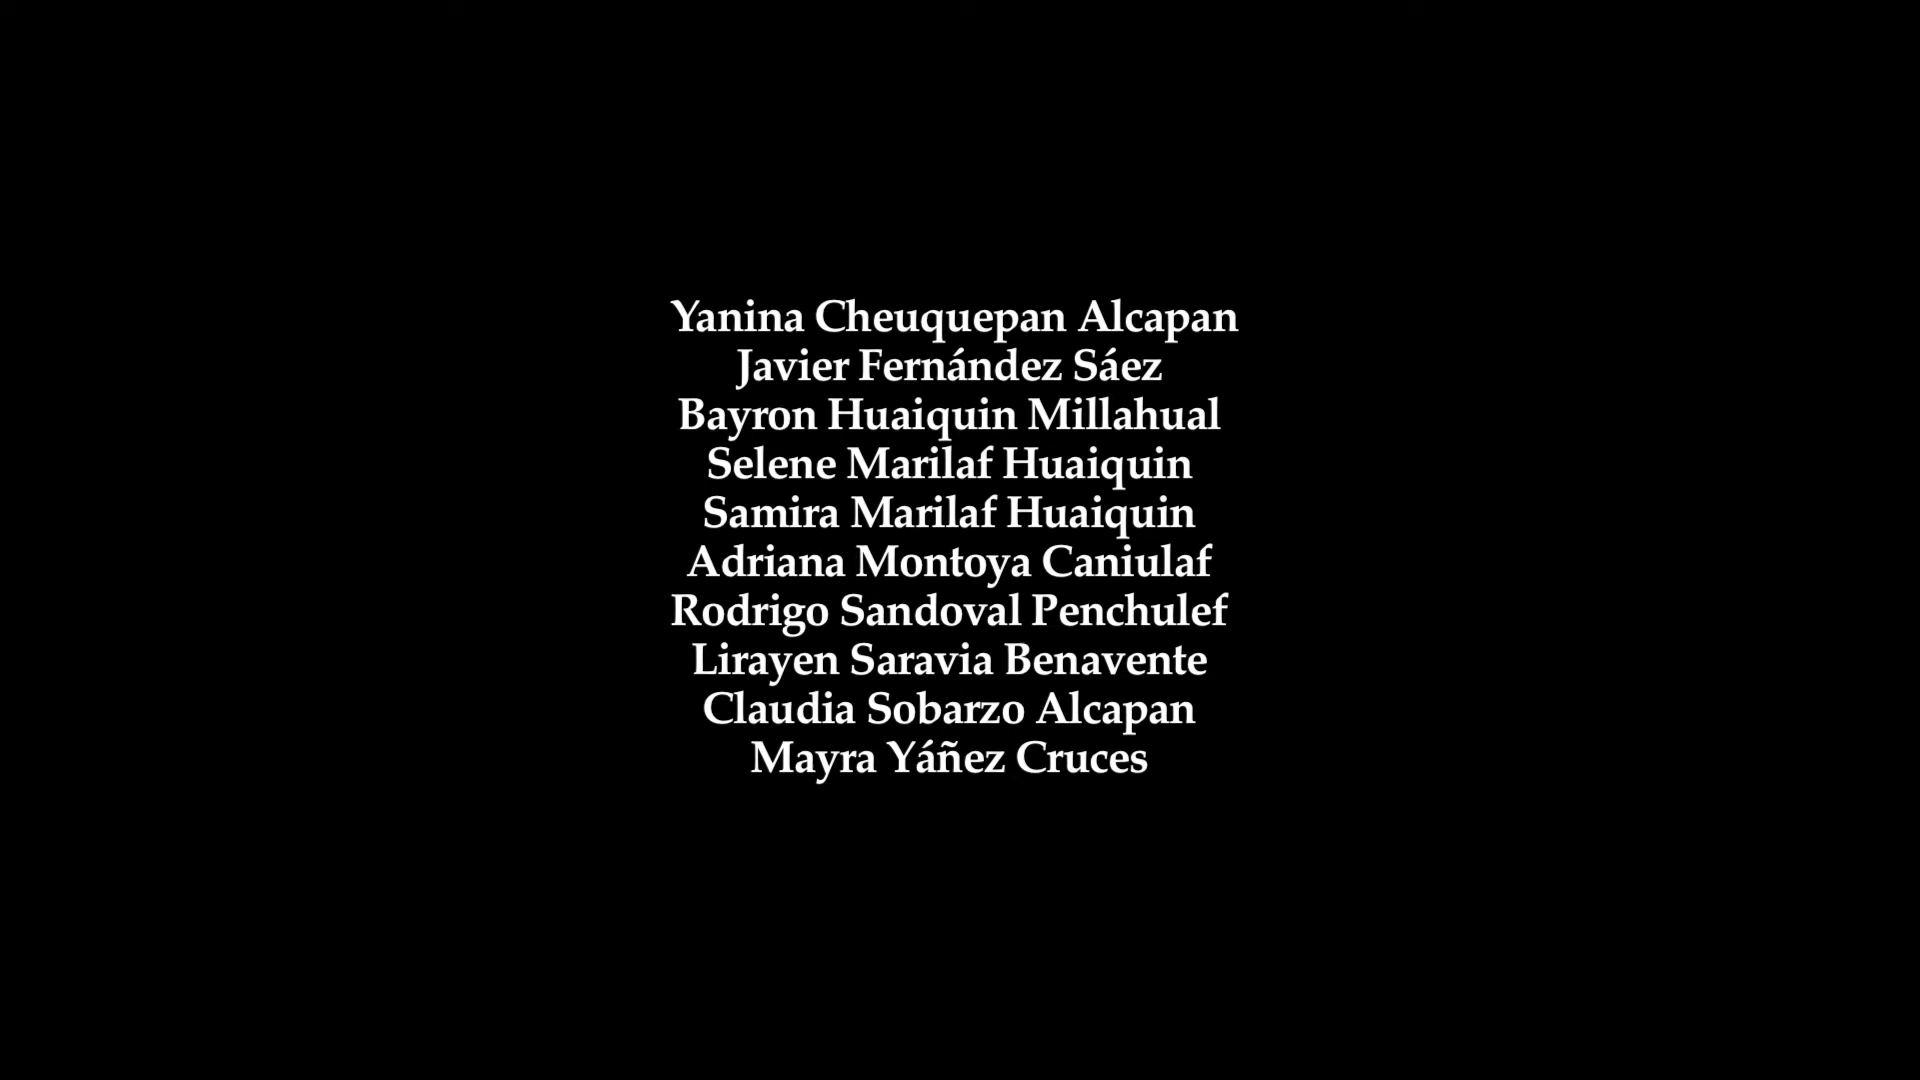 Yanina Cheuquepan Alcapan
Javier Fernández Sáez
Bayron Huaiquin Millahual
Selene Marilaf Huaiquin
Samira Marilaf Huaiquin
Adriana Montoya Caniulaf
Rodrigo Sandoval Penchulef
Lirayen Saravia Benavente
Claudia Sobarzo Alcapan
Mayra Yáñez Cruces